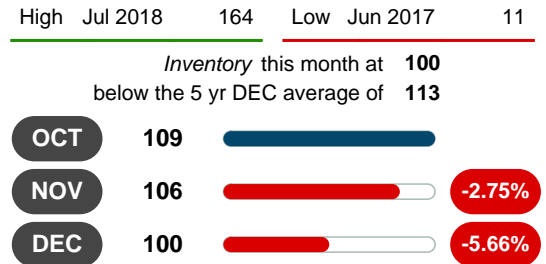 High Jul 2018 164 Low Jun 2017 11
Inventory this month at 100
below the 5 yr DEC average of 113
OCT 109
NOV 106 -2.75%
DEC 100 -5.66%